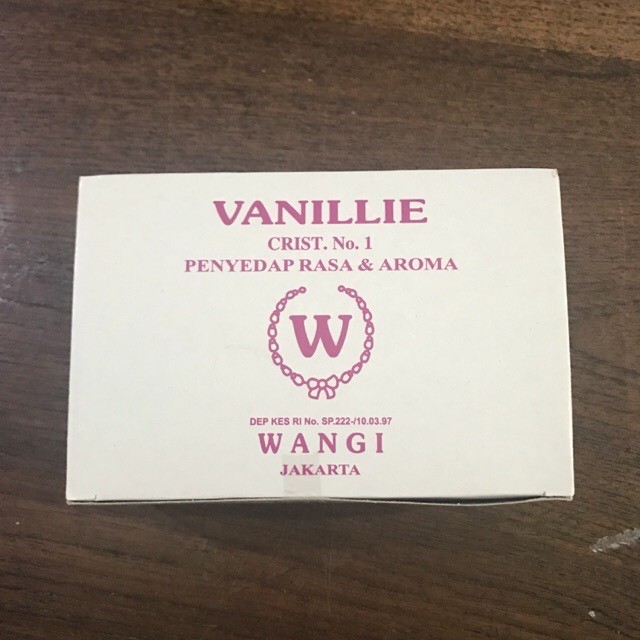 VANILLIE
CRIST. No. 1
PENYEDAP RASA & AROMA
W
DEP KES RI No. SP.222-/10.03.97
WANGI
JAKARTA